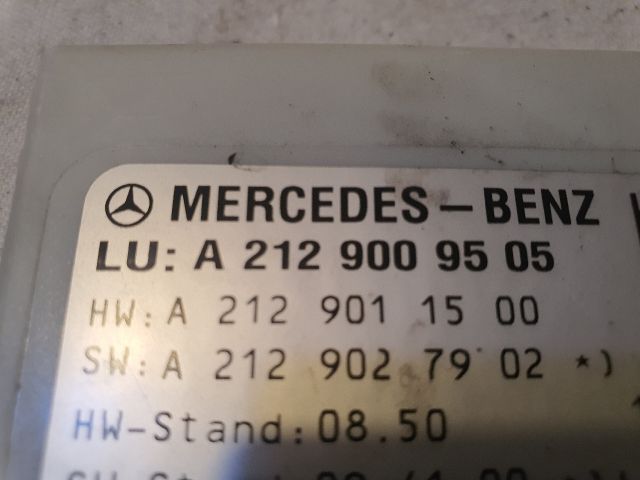 MERCEDES-BENZ
LU: A 212 900 95 05
HW: A 212 901 15 00
SW: A 212 902 79 02 *)
HW-Stand: 08.50